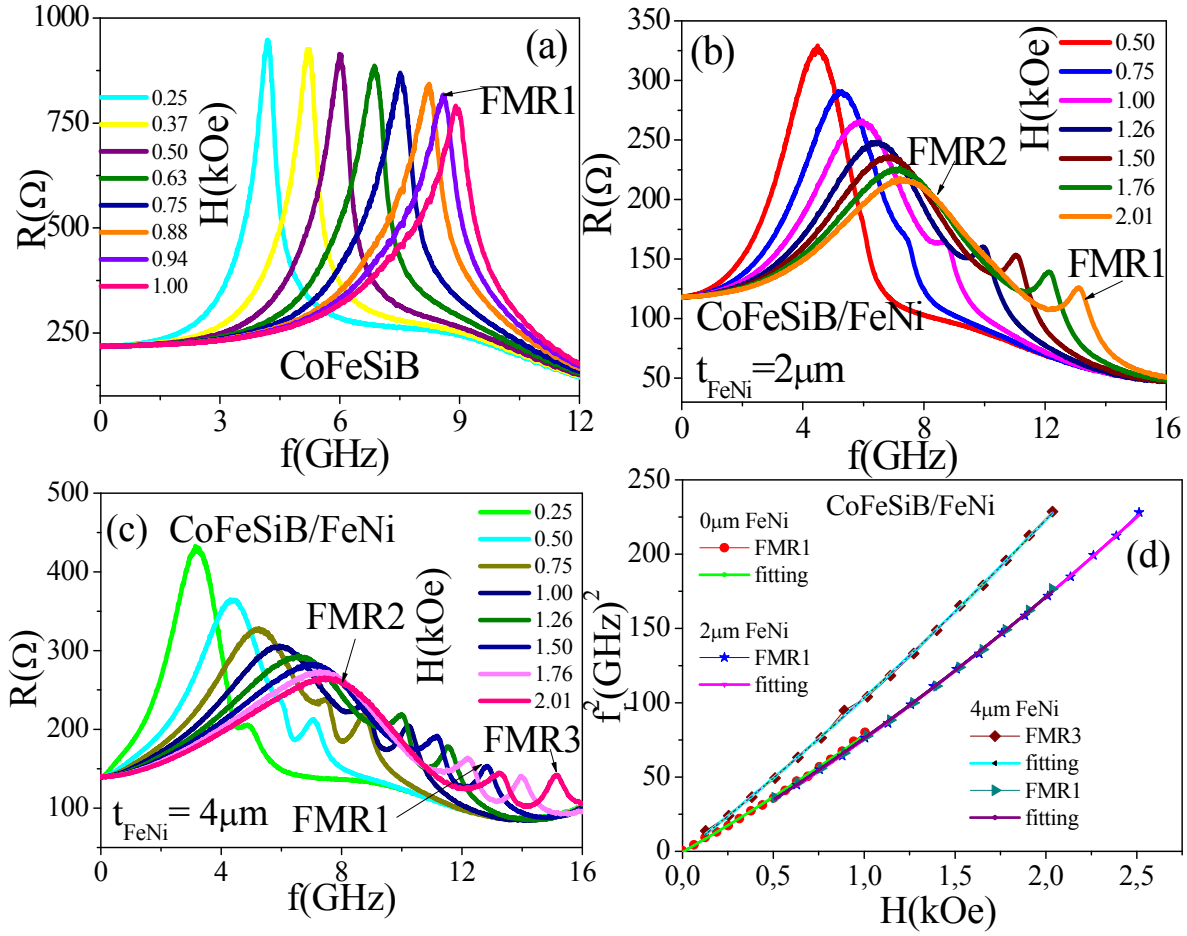 (a)
1000
750
500
250
R(Ω)
0
3
6
9
12
f(GHz)
H(kOe)
0.25
0.37
0.50
0.63
0.75
0.88
0.94
1.00
FMR1
CoFeSiB
(b)
350
300
250
200
150
100
50
R(Ω)
0
4
8
12
16
f(GHz)
H(kOe)
0.50
0.75
1.00
1.26
1.50
1.76
2.01
FMR2
FMR1
CoFeSiB/FeNi
t_FeNi=2μm
(c)
CoFeSiB/FeNi
500
400
300
200
100
R(Ω)
0
4
8
12
16
f(GHz)
H(kOe)
0.25
0.50
0.75
1.00
1.26
1.50
1.76
2.01
FMR2
FMR3
FMR1
t_FeNi= 4μm
CoFeSiB/FeNi
(d)
250
200
150
100
50
0
f_r^2(GHz)^2
0,0
0,5
1,0
1,5
2,0
2,5
H(kOe)
0μm FeNi
FMR1
fitting
2μm FeNi
FMR1
fitting
4μm FeNi
FMR3
fitting
FMR1
fitting